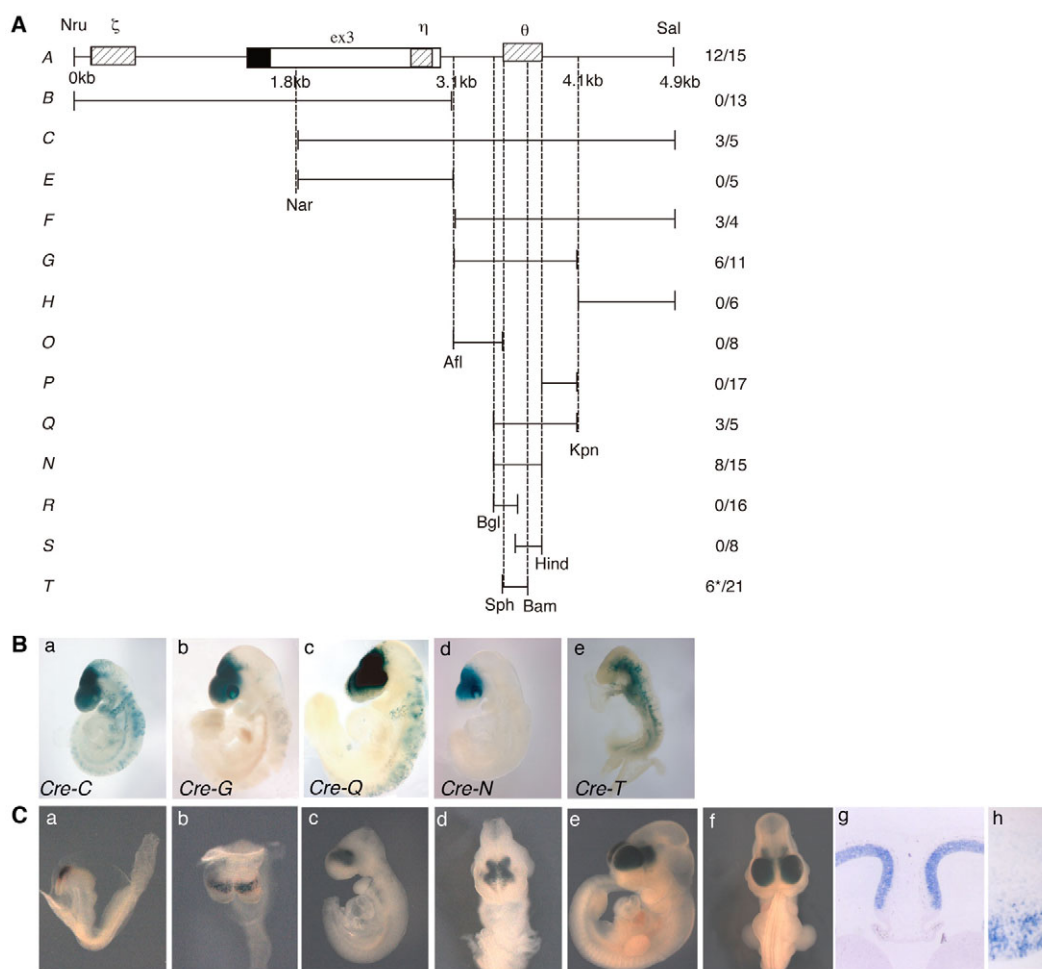 A
Nru ζ ex3 η θ Sal
A 12/15
0kb 1.8kb 3.1kb 4.1kb 4.9kb
B 0/13
C 3/5
E 0/5
Nar
F 3/4
G 6/11
H 0/6
O 0/8
Afl
P 0/17
Q 3/5
Kpn
N 8/15
R 0/16
Bgl
S 0/8
Hind
T 6*/21
Sph Bam
B
a b c d e
Cre-C Cre-G Cre-Q Cre-N Cre-T
C
a b c d e f g h